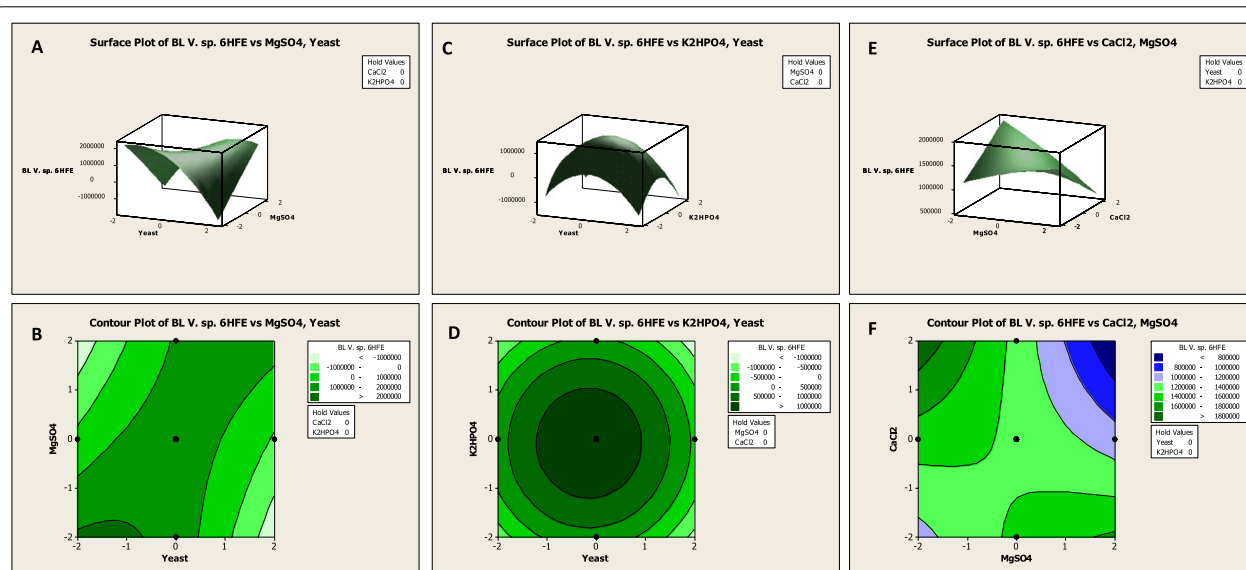 A
Surface Plot of BL V. sp. 6HFE vs MgSO4, Yeast
Hold Values
CaCl2 0
K2HPO4 0
2000000
1000000
0
-1000000
BL V. sp. 6HFE
-2
0
2
Yeast
-2
0
2
MgSO4
C
Surface Plot of BL V. sp. 6HFE vs K2HPO4, Yeast
Hold Values
MgSO4 0
CaCl2 0
1000000
0
-1000000
BL V. sp. 6HFE
-2
0
2
Yeast
-2
0
2
K2HPO4
E
Surface Plot of BL V. sp. 6HFE vs CaCl2, MgSO4
Hold Values
Yeast 0
K2HPO4 0
2000000
1500000
1000000
500000
BL V. sp. 6HFE
-2
0
2
MgSO4
-2
0
2
CaCl2
B
Contour Plot of BL V. sp. 6HFE vs MgSO4, Yeast
2
1
0
-1
-2
MgSO4
-2 -1 0 1 2
Yeast
BL V. sp. 6HFE
< -1000000
-1000000 - 0
0 - 1000000
1000000 - 2000000
> 2000000
Hold Values
CaCl2 0
K2HPO4 0
D
Contour Plot of BL V. sp. 6HFE vs K2HPO4, Yeast
2
1
0
-1
-2
K2HPO4
-2 -1 0 1 2
Yeast
BL V. sp. 6HFE
< -1000000
-1000000 - -500000
-500000 - 0
0 - 500000
500000 - 1000000
> 1000000
Hold Values
MgSO4 0
CaCl2 0
F
Contour Plot of BL V. sp. 6HFE vs CaCl2, MgSO4
2
1
0
-1
-2
CaCl2
-2 -1 0 1 2
MgSO4
BL V. sp. 6HFE
< 800000
800000 - 1000000
1000000 - 1200000
1200000 - 1400000
1400000 - 1600000
1600000 - 1800000
> 1800000
Hold Values
Yeast 0
K2HPO4 0